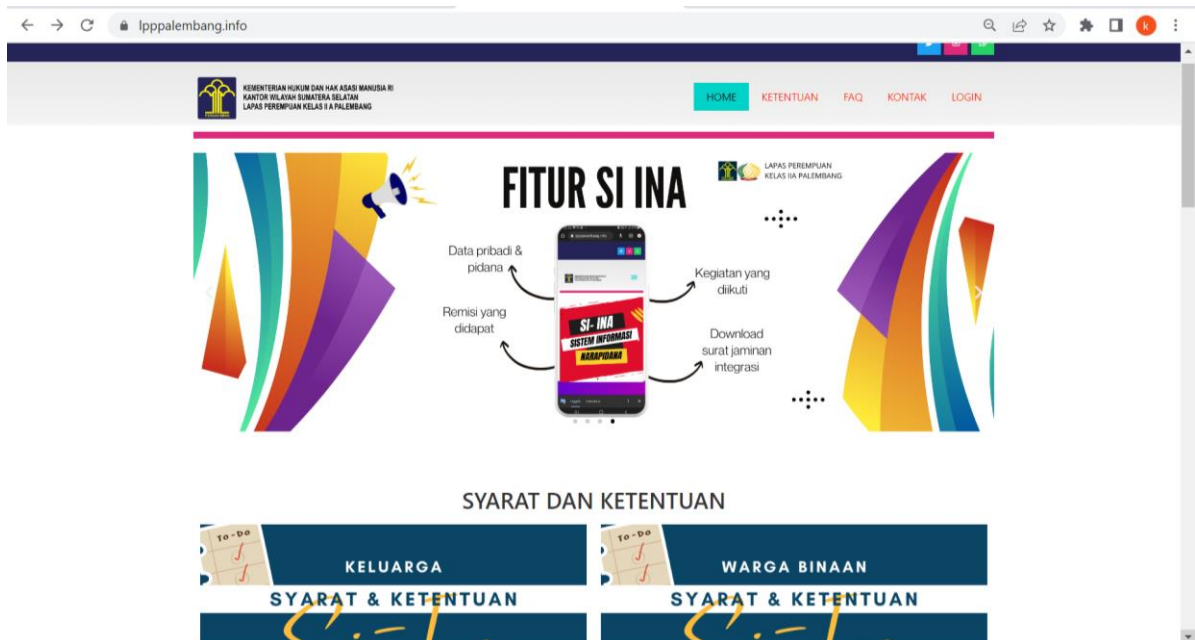 lpppalembang.info
k
KEMENTERIAN HUKUM DAN HAK ASASI MANUSIA RI
KANTOR WILAYAH SUMATERA SELATAN
LAPAS PEREMPUAN KELAS II A PALEMBANG
HOME KETENTUAN FAQ KONTAK LOGIN
FITUR SI INA
LAPAS PEREMPUAN
KELAS IIA PALEMBANG
Data pribadi &
pidana
Remisi yang
didapat
SI- INA
SISTEM INFORMASI
NARAPIDANA
Kegiatan yang
diikuti
Download
surat jaminan
integrasi
SYARAT DAN KETENTUAN
To-Do
KELUARGA
SYARAT & KETENTUAN
To-Do
WARGA BINAAN
SYARAT & KETENTUAN